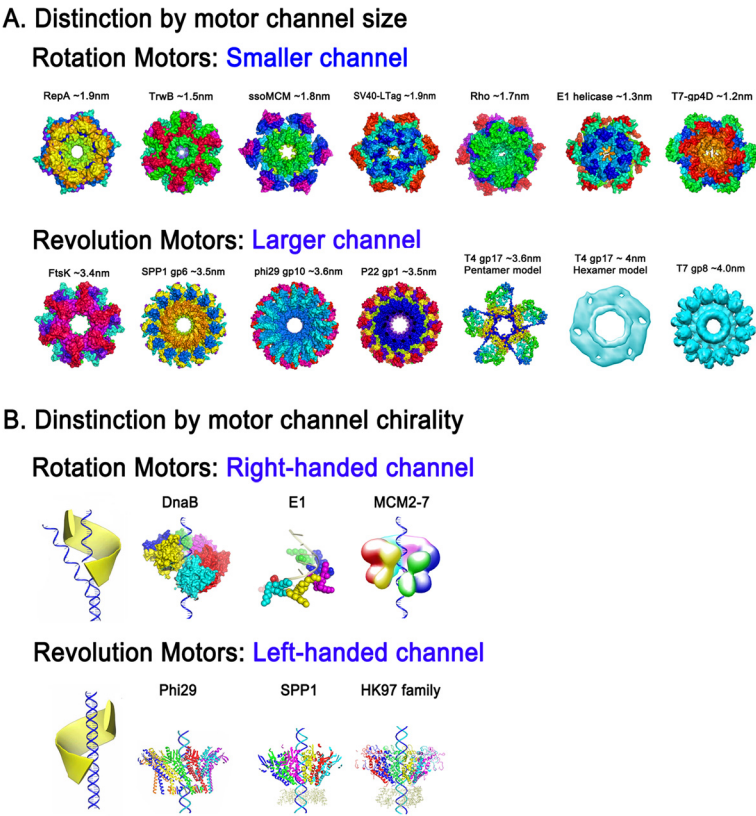 A. Distinction by motor channel size
Rotation Motors: Smaller channel
RepA ~1.9nm
TrwB ~1.5nm
ssoMCM ~1.8nm
SV40-LTag ~1.9nm
Rho ~1.7nm
E1 helicase ~1.3nm
T7-gp4D ~1.2nm
Revolution Motors: Larger channel
FtsK ~3.4nm
SPP1 gp6 ~3.5nm
phi29 gp10 ~3.6nm
P22 gp1 ~3.5nm
T4 gp17 ~3.6nm
Pentamer model
T4 gp17 ~ 4nm
Hexamer model
T7 gp8 ~4.0nm
B. Dinstinction by motor channel chirality
Rotation Motors: Right-handed channel
DnaB
E1
MCM2-7
Revolution Motors: Left-handed channel
Phi29
SPP1
HK97 family